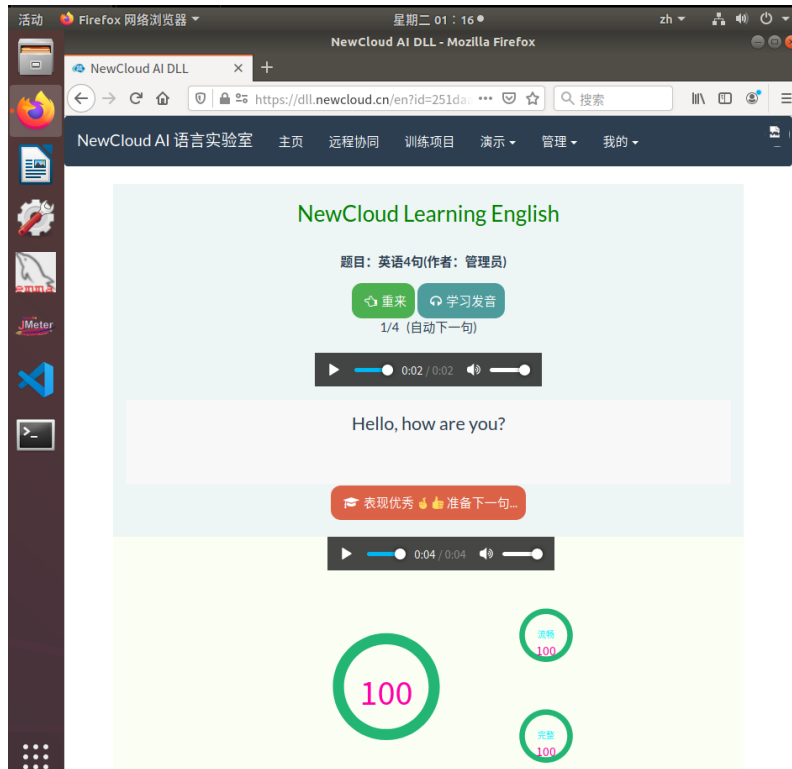 活动 Firefox 网络浏览器 星期二 01：16 zh
NewCloud AI DLL - Mozilla Firefox
NewCloud AI DLL × +
https://dll.newcloud.cn/en?id=251da 搜索
NewCloud AI 语言实验室 主页 远程协同 训练项目 演示 管理 我的
NewCloud Learning English
题目：英语4句(作者：管理员)
重来 学习发音
1/4 (自动下一句)
0:02 / 0:02
Hello, how are you?
表现优秀👍准备下一句...
0:04 / 0:04
流畅
100
100
完整
100
emma
JMeter
>_